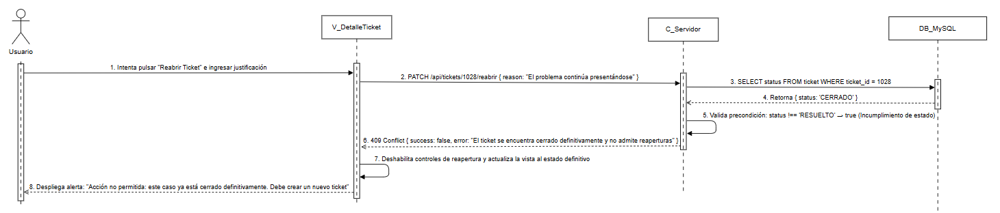 V_DetalleTicket
C_Servidor
DB_MySQL
Usuario
1. Intenta pulsar "Reabrir Ticket" e ingresar justificación
2. PATCH /api/tickets/1028/reabrir { reason: "El problema continúa presentándose" }
3. SELECT status FROM ticket WHERE ticket_id = 1028
4. Retorna { status: 'CERRADO' }
5. Valida precondición: status !== 'RESUELTO' → true (Incumplimiento de estado)
6. 409 Conflict { success: false, error: "El ticket se encuentra cerrado definitivamente y no admite reaperturas" }
7. Deshabilita controles de reapertura y actualiza la vista al estado definitivo
8. Despliega alerta: "Acción no permitida: este caso ya está cerrado definitivamente. Debe crear un nuevo ticket"